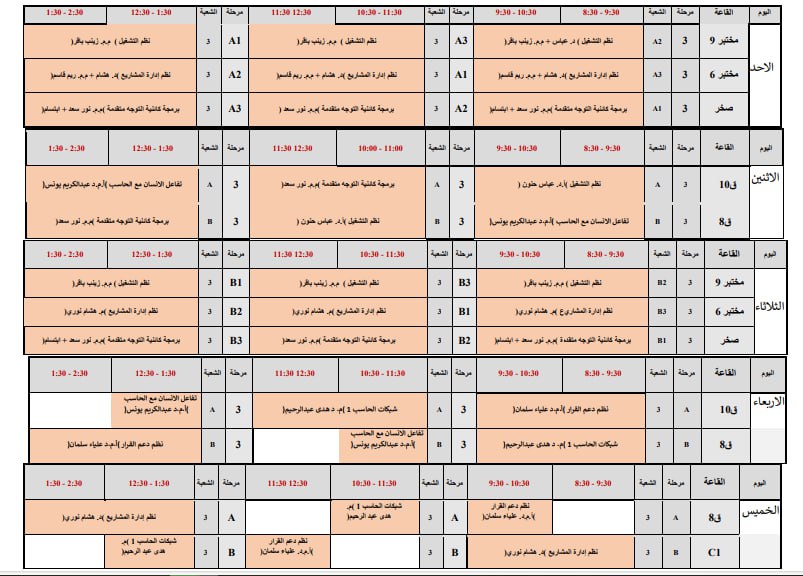 اليوم القاعة مرحلة الشعبة 8:30 - 9:30 9:30 - 10:30 مرحلة الشعبة 10:30 - 11:30 11:30 12:30 مرحلة الشعبة 12:30 - 1:30 1:30 - 2:30
الاحد
مختبر 9 3 A2 نظم التشغيل )د. عباس + م.م. زينب باقر( A3 3 نظم التشغيل ) م.م. زينب باقر( A1 3 نظم التشغيل ) م.م. زينب باقر(
مختبر 6 3 A3 نظم إدارة المشاريع )د. هشام + م.م. ريم قاسم( A1 3 نظم إدارة المشاريع )د. هشام + م.م. ريم قاسم( A2 3 نظم إدارة المشاريع )د. هشام + م.م. ريم قاسم(
صخر 3 A1 برمجة كائنية التوجه متقدمة )م.م. نور سعد + ابتسام( A2 3 برمجة كائنية التوجه متقدمة )م.م. نور سعد ( A3 3 برمجة كائنية التوجه متقدمة )م.م. نور سعد + ابتسام(
اليوم القاعة مرحلة الشعبة 8:30 - 9:30 9:30 - 10:30 مرحلة الشعبة 10:00 - 11:00 11:30 12:30 مرحلة الشعبة 12:30 - 1:30 1:30 - 2:30
الاثنين
ق10 3 A نظم التشغيل )أ.د. عباس حنون ( 3 A برمجة كائنية التوجه متقدمة )م.م. نور سعد( 3 A تفاعل الانسان مع الحاسب )أ.م.د عبدالكريم يونس(
ق8 3 B تفاعل الانسان مع الحاسب )أ.م.د عبدالكريم يونس( 3 B نظم التشغيل )أ.د. عباس حنون ( 3 B برمجة كائنية التوجه متقدمة )م.م. نور سعد(
اليوم القاعة مرحلة الشعبة 8:30 - 9:30 9:30 - 10:30 مرحلة الشعبة 10:30 - 11:30 11:30 12:30 مرحلة الشعبة 12:30 - 1:30 1:30 - 2:30
الثلاثاء
مختبر 9 3 B2 نظم التشغيل ) م.م. زينب باقر( B3 3 نظم التشغيل ) م.م. زينب باقر( B1 3 نظم التشغيل ) م.م. زينب باقر(
مختبر 6 3 B3 نظم إدارة المشاريع )م. هشام نوري( B1 3 نظم إدارة المشاريع )م. هشام نوري( B2 3 نظم إدارة المشاريع )م. هشام نوري(
صخر 3 B1 برمجة كائنية التوجه متقدمة )م.م. نور سعد + ابتسام( B2 3 برمجة كائنية التوجه متقدمة )م.م. نور سعد( B3 3 برمجة كائنية التوجه متقدمة )م.م. نور سعد + ابتسام(
اليوم القاعة مرحلة الشعبة 8:30 - 9:30 9:30 - 10:30 مرحلة الشعبة 10:30 - 11:30 11:30 12:30 مرحلة الشعبة 12:30 - 1:30 1:30 - 2:30
الاربعاء
ق10 A 3 نظم دعم القرار )أ.م.د علياء سلمان( 3 A شبكات الحاسب 1 )م. د هدى عبدالرحيم( 3 A تفاعل الانسان مع الحاسب
)أ.م.د عبدالكريم يونس(
ق8 B 3 شبكات الحاسب 1 )م. د هدى عبدالرحيم( 3 B تفاعل الانسان مع الحاسب
)أ.م.د عبدالكريم يونس( 3 B نظم دعم القرار )أ.م.د علياء سلمان(
اليوم القاعة مرحلة الشعبة 8:30 - 9:30 9:30 - 10:30 مرحلة الشعبة 10:30 - 11:30 11:30 12:30 مرحلة الشعبة 12:30 - 1:30 1:30 - 2:30
الخميس
ق8 A 3 نظم دعم القرار
)أ.م.د. علياء سلمان( A 3 شبكات الحاسب 1 )م.
هدى عبد الرحيم( A 3 نظم إدارة المشاريع )د. هشام نوري(
C1 B 3 نظم إدارة المشاريع )د. هشام نوري( B 3 نظم دعم القرار
)أ.م.د. علياء سلمان( B 3 شبكات الحاسب 1 )م.
هدى عبد الرحيم(